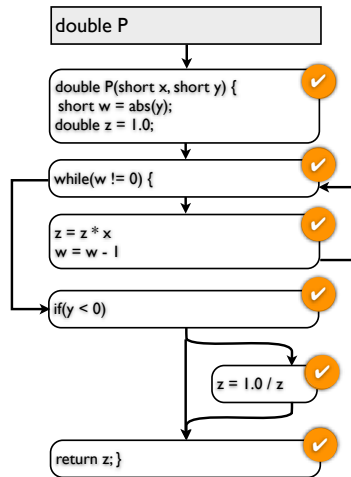 double P
double P(short x, short y) {
short w = abs(y);
double z = 1.0;
while(w != 0) {
z = z * x
w = w - 1
if(y < 0)
z = 1.0 / z
return z; }